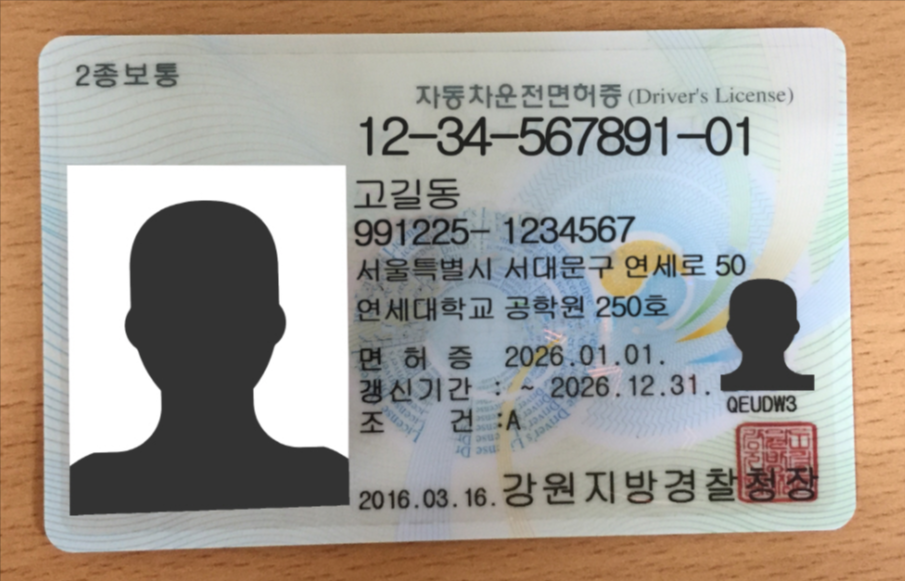 2종보통
자동차운전면허증 (Driver's License)
12-34-567891-01
고길동
991225- 1234567
서울특별시 서대문구 연세로 50
연세대학교 공학원 250호
면 허 증 2026.01.01.
갱신기간 : ~ 2026.12.31.
조 건 :A
QEUDW3
2016.03.16. 강원지방경찰청장